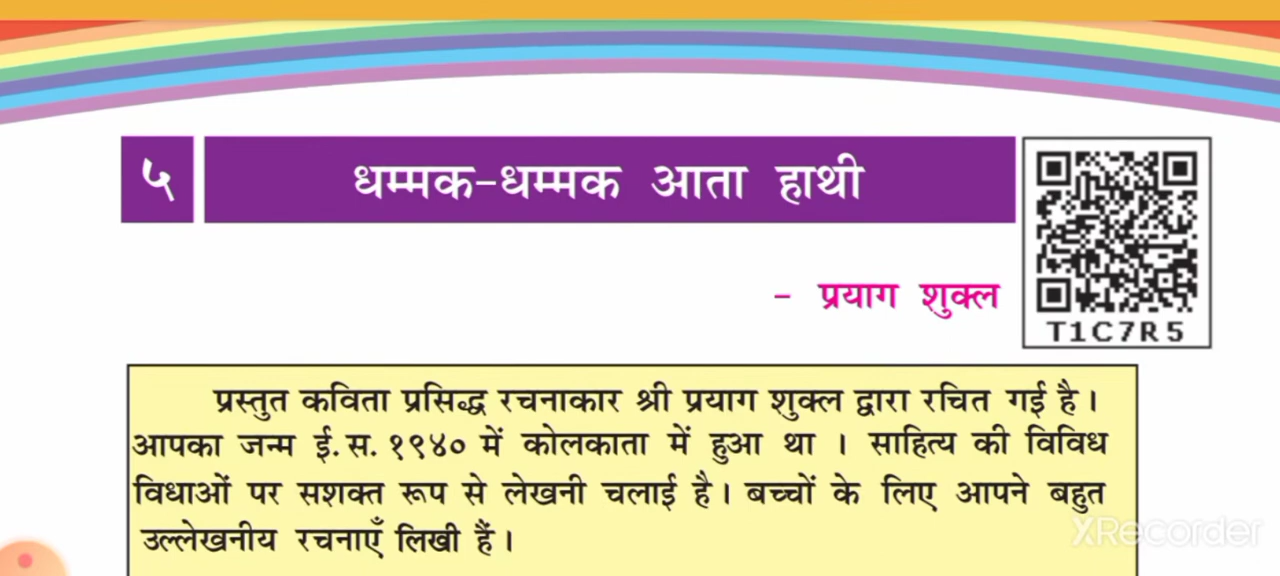 ५
धम्मक-धम्मक आता हाथी
- प्रयाग शुक्ल
T1C7R5
प्रस्तुत कविता प्रसिद्ध रचनाकार श्री प्रयाग शुक्ल द्वारा रचित गई है।
आपका जन्म ई.स. १९४० में कोलकाता में हुआ था । साहित्य की विविध
विधाओं पर सशक्त रूप से लेखनी चलाई है। बच्चों के लिए आपने बहुत
उल्लेखनीय रचनाएँ लिखी हैं।
XRecorder